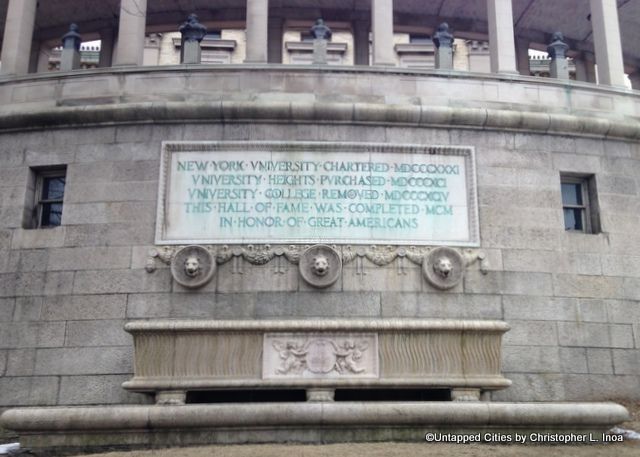 NEW·YORK·VNIVERSITY·CHARTERED·MDCCCXXXI
VNIVERSITY·HEIGHTS·PVRCHASED·MDCCCXCI
VNIVERSITY·COLLEGE·REMOVED·MDCCCXCIV
THIS·HALL·OF·FAME·WAS·COMPLETED·MCM
IN·HONOR·OF·GREAT·AMERICANS
©Untapped Cities by Christopher L. Inoa